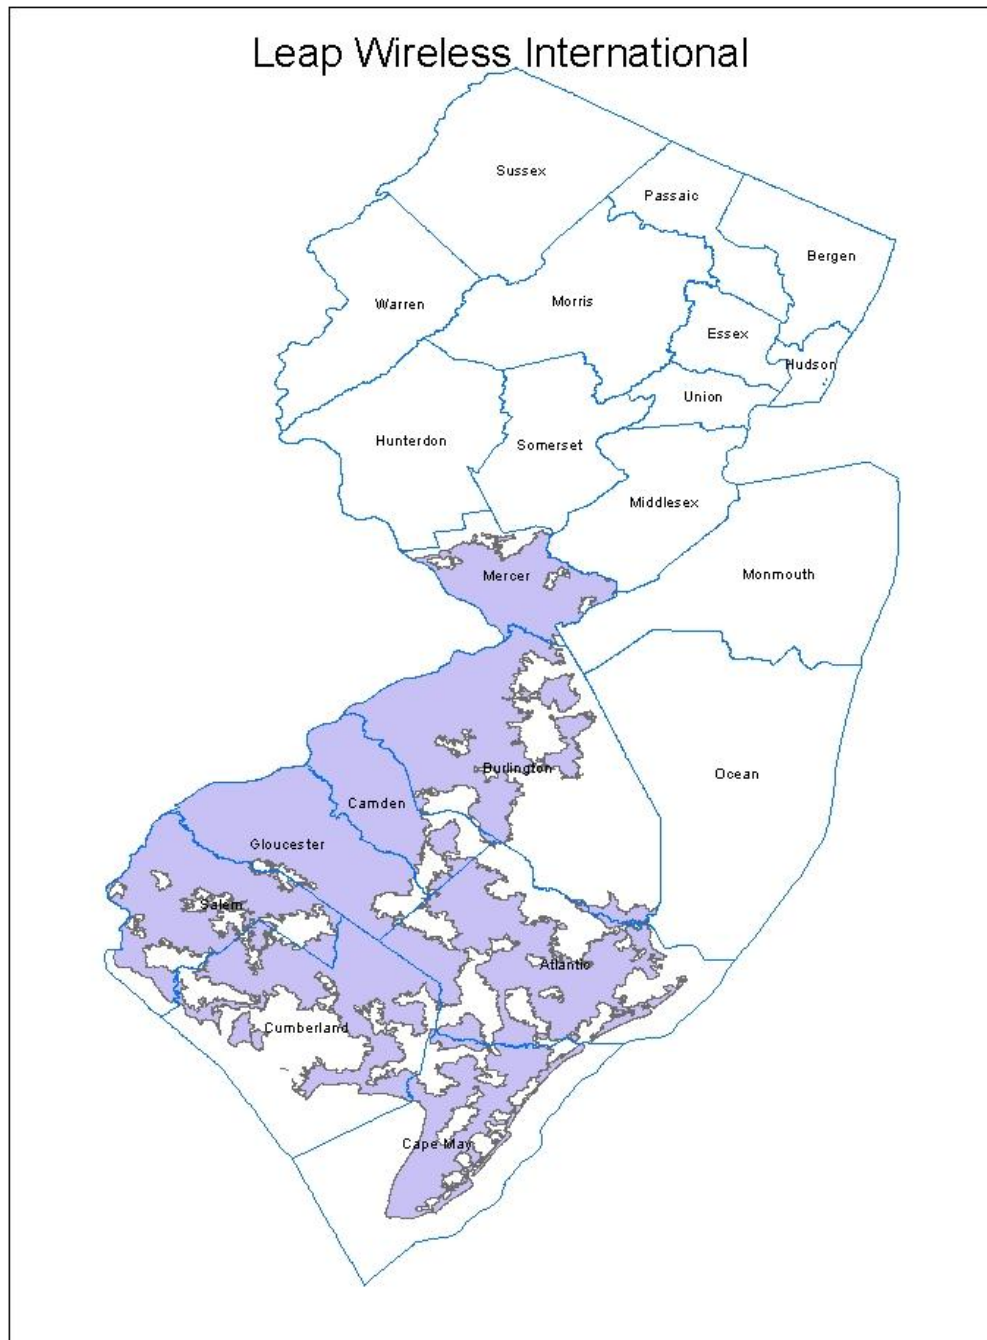 Leap Wireless International
Sussex
Passaic
Bergen
Warren
Morris
Essex
Hudson
Union
Hunterdon
Somerset
Middlesex
Mercer
Monmouth
Burlington
Ocean
Camden
Gloucester
Salem
Atlantic
Cumberland
Cape May